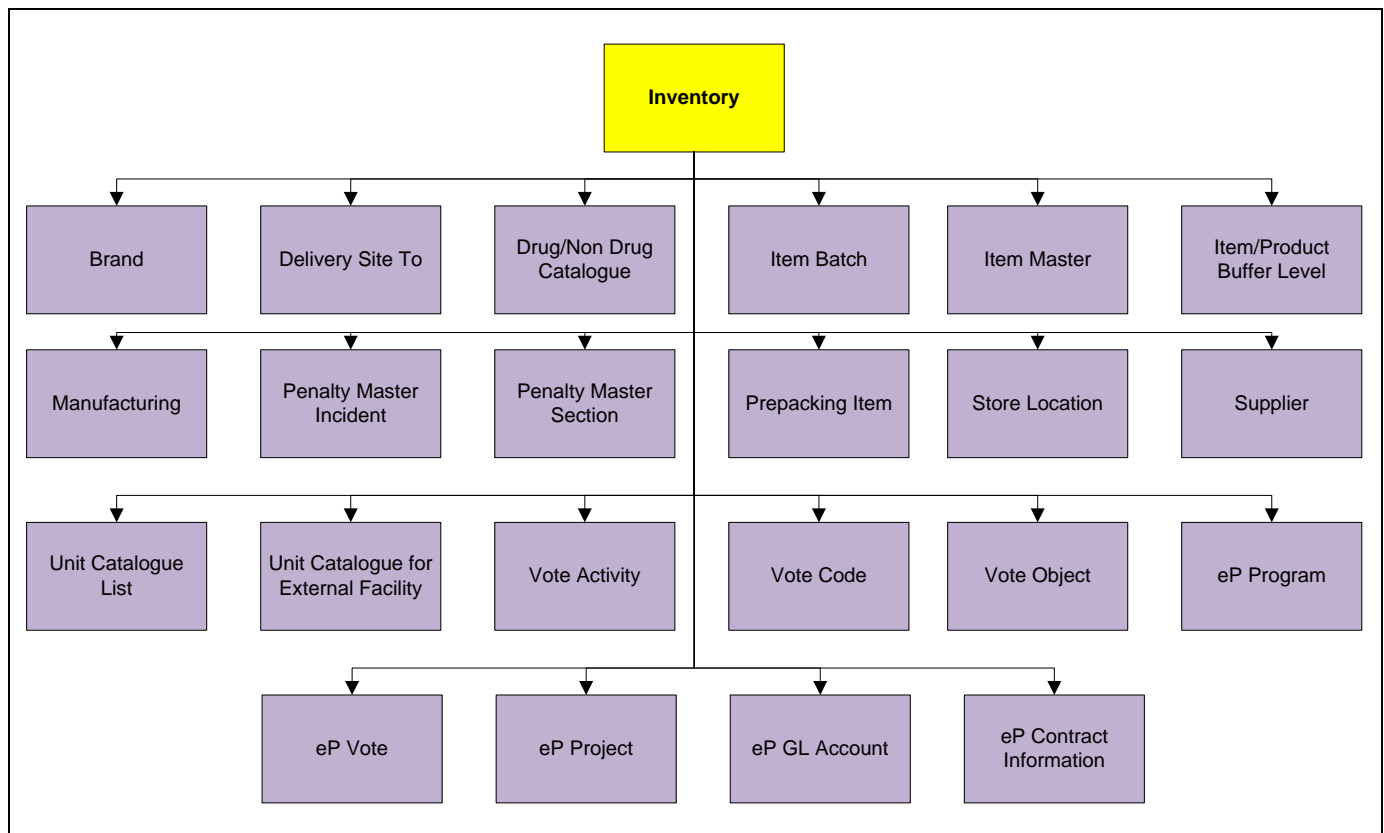 Inventory
Brand
Delivery Site To
Drug/Non Drug
Catalogue
Item Batch
Item Master
Item/Product
Buffer Level
Manufacturing
Penalty Master
Incident
Penalty Master
Section
Prepacking Item
Store Location
Supplier
Unit Catalogue
List
Unit Catalogue for
External Facility
Vote Activity
Vote Code
Vote Object
eP Program
eP Vote
eP Project
eP GL Account
eP Contract
Information